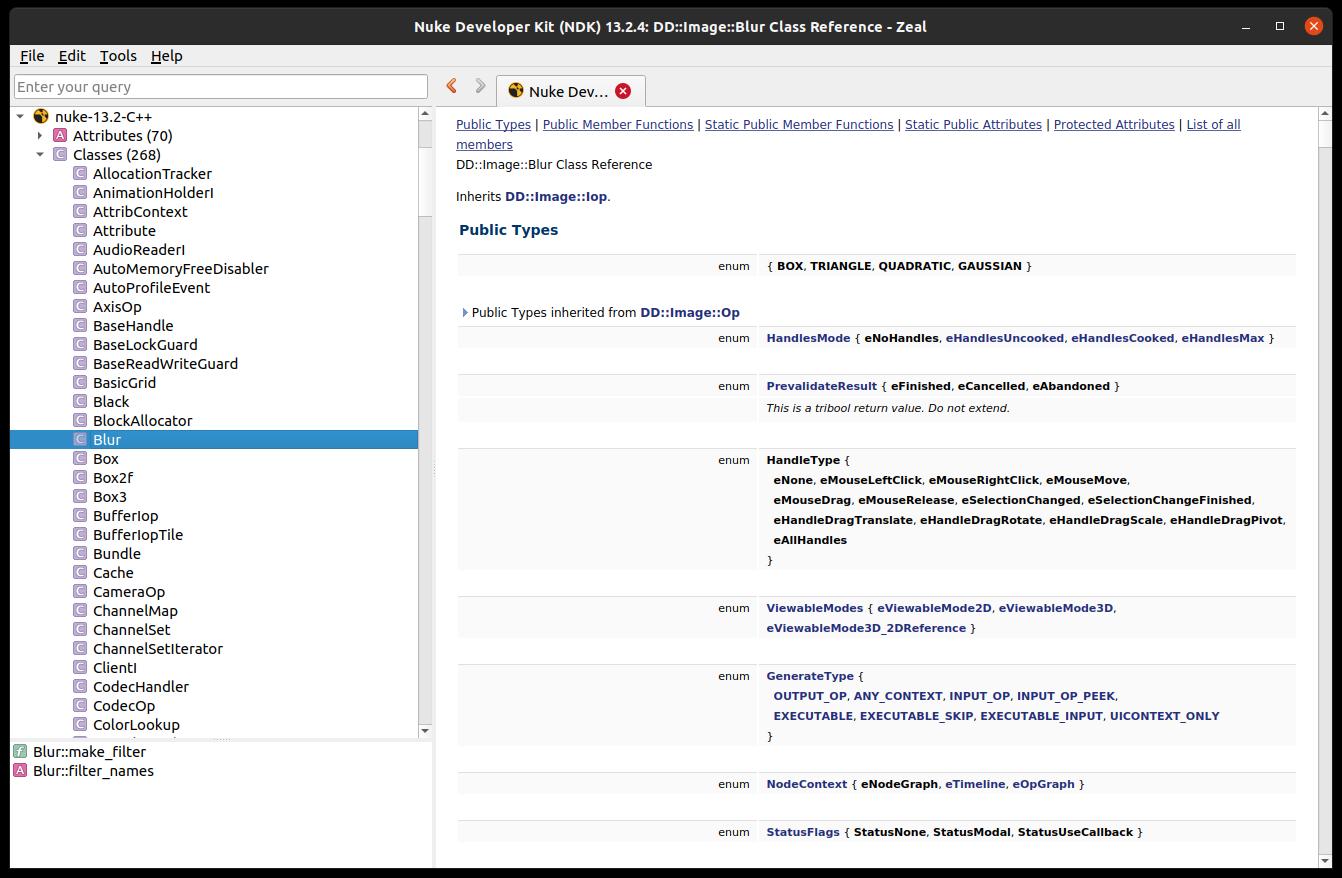 Nuke Developer Kit (NDK) 13.2.4: DD::Image::Blur Class Reference - Zeal
File Edit Tools Help
Enter your query
Nuke Dev...
nuke-13.2-C++
A Attributes (70)
C Classes (268)
C AllocationTracker
C AnimationHolderI
C AttribContext
C Attribute
C AudioReaderI
C AutoMemoryFreeDisabler
C AutoProfileEvent
C AxisOp
C BaseHandle
C BaseLockGuard
C BaseReadWriteGuard
C BasicGrid
C Black
C BlockAllocator
C Blur
C Box
C Box2f
C Box3
C BufferIop
C BufferIopTile
C Bundle
C Cache
C CameraOp
C ChannelMap
C ChannelSet
C ChannelSetIterator
C ClientI
C CodecHandler
C CodecOp
C ColorLookup
f Blur::make_filter
A Blur::filter_names
Public Types | Public Member Functions | Static Public Member Functions | Static Public Attributes | Protected Attributes | List of all
members
DD::Image::Blur Class Reference
Inherits DD::Image::Iop.
Public Types
enum { BOX, TRIANGLE, QUADRATIC, GAUSSIAN }
Public Types inherited from DD::Image::Op
enum HandlesMode { eNoHandles, eHandlesUncooked, eHandlesCooked, eHandlesMax }
enum PrevalidateResult { eFinished, eCancelled, eAbandoned }
This is a tribool return value. Do not extend.
enum HandleType {
eNone, eMouseLeftClick, eMouseRightClick, eMouseMove,
eMouseDrag, eMouseRelease, eSelectionChanged, eSelectionChangeFinished,
eHandleDragTranslate, eHandleDragRotate, eHandleDragScale, eHandleDragPivot,
eAllHandles
}
enum ViewableModes { eViewableMode2D, eViewableMode3D,
eViewableMode3D_2DReference }
enum GenerateType {
OUTPUT_OP, ANY_CONTEXT, INPUT_OP, INPUT_OP_PEEK,
EXECUTABLE, EXECUTABLE_SKIP, EXECUTABLE_INPUT, UICONTEXT_ONLY
}
enum NodeContext { eNodeGraph, eTimeline, eOpGraph }
enum StatusFlags { StatusNone, StatusModal, StatusUseCallback }